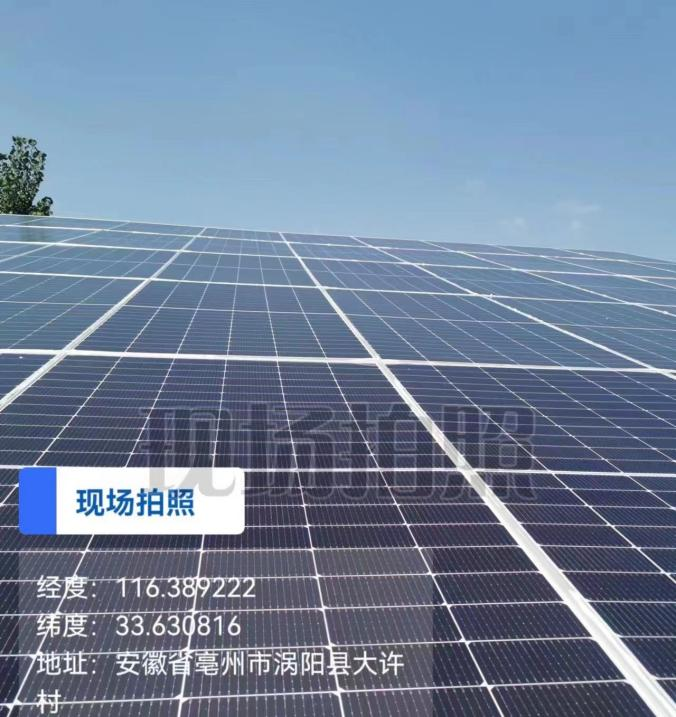 现场拍照
现场拍照
经度：116.389222
纬度：33.630816
地址：安徽省亳州市涡阳县大许
村